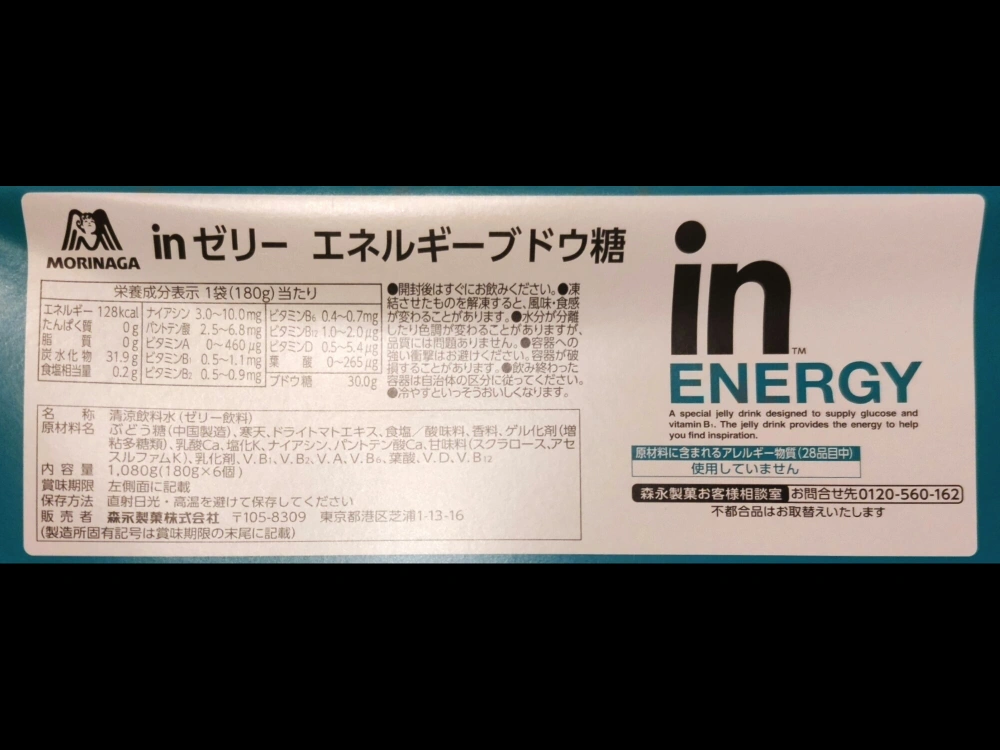 MORINAGA
inゼリー エネルギーブドウ糖
栄養成分表示 1袋(180g)当たり
エネルギー 128kcal
たんぱく質 0g
脂質 0g
炭水化物 31.9g
食塩相当量 0.2g
ナイアシン 3.0~10.0mg
パントテン酸 2.5~6.8mg
ビタミンA 0~460μg
ビタミンB1 0.5~1.1mg
ビタミンB2 0.5~0.9mg
ビタミンB6 0.4~0.7mg
ビタミンB12 1.0~2.0μg
ビタミンD 0.5~5.4μg
葉酸 0~265μg
ブドウ糖 30.0g
●開封後はすぐにお飲みください。●凍
結させたものを解凍すると、風味・食感
が変わることがあります。●水分が分離
したり色調が変わることがありますが、
品質には問題ありません。●容器への
強い衝撃はお避けください。容器が破
損することがあります。●飲み終わった
容器は自治体の区分に従ってください。
●冷やすといっそうおいしくなります。
名称 清涼飲料水(ゼリー飲料)
原材料名 ぶどう糖(中国製造)、寒天、ドライトマトエキス、食塩/酸味料、香料、ゲル化剤(増
粘多糖類)、乳酸Ca、塩化K、ナイアシン、パントテン酸Ca、甘味料(スクラロース、アセ
スルファムK)、乳化剤、V.B1、V.B2、V.A、V.B6、葉酸、V.D、V.B12
内容量 1,080g(180g×6個)
賞味期限 左側面に記載
保存方法 直射日光・高温を避けて保存してください
販売者 森永製菓株式会社 〒105-8309 東京都港区芝浦1-13-16
(製造所固有記号は賞味期限の末尾に記載)
in TM
ENERGY
A special jelly drink designed to supply glucose and
vitamin B1. The jelly drink provides the energy to help
you find inspiration.
原材料に含まれるアレルギー物質(28品目中)
使用していません
森永製菓お客様相談室 お問合せ先0120-560-162
不都合品はお取替えいたします